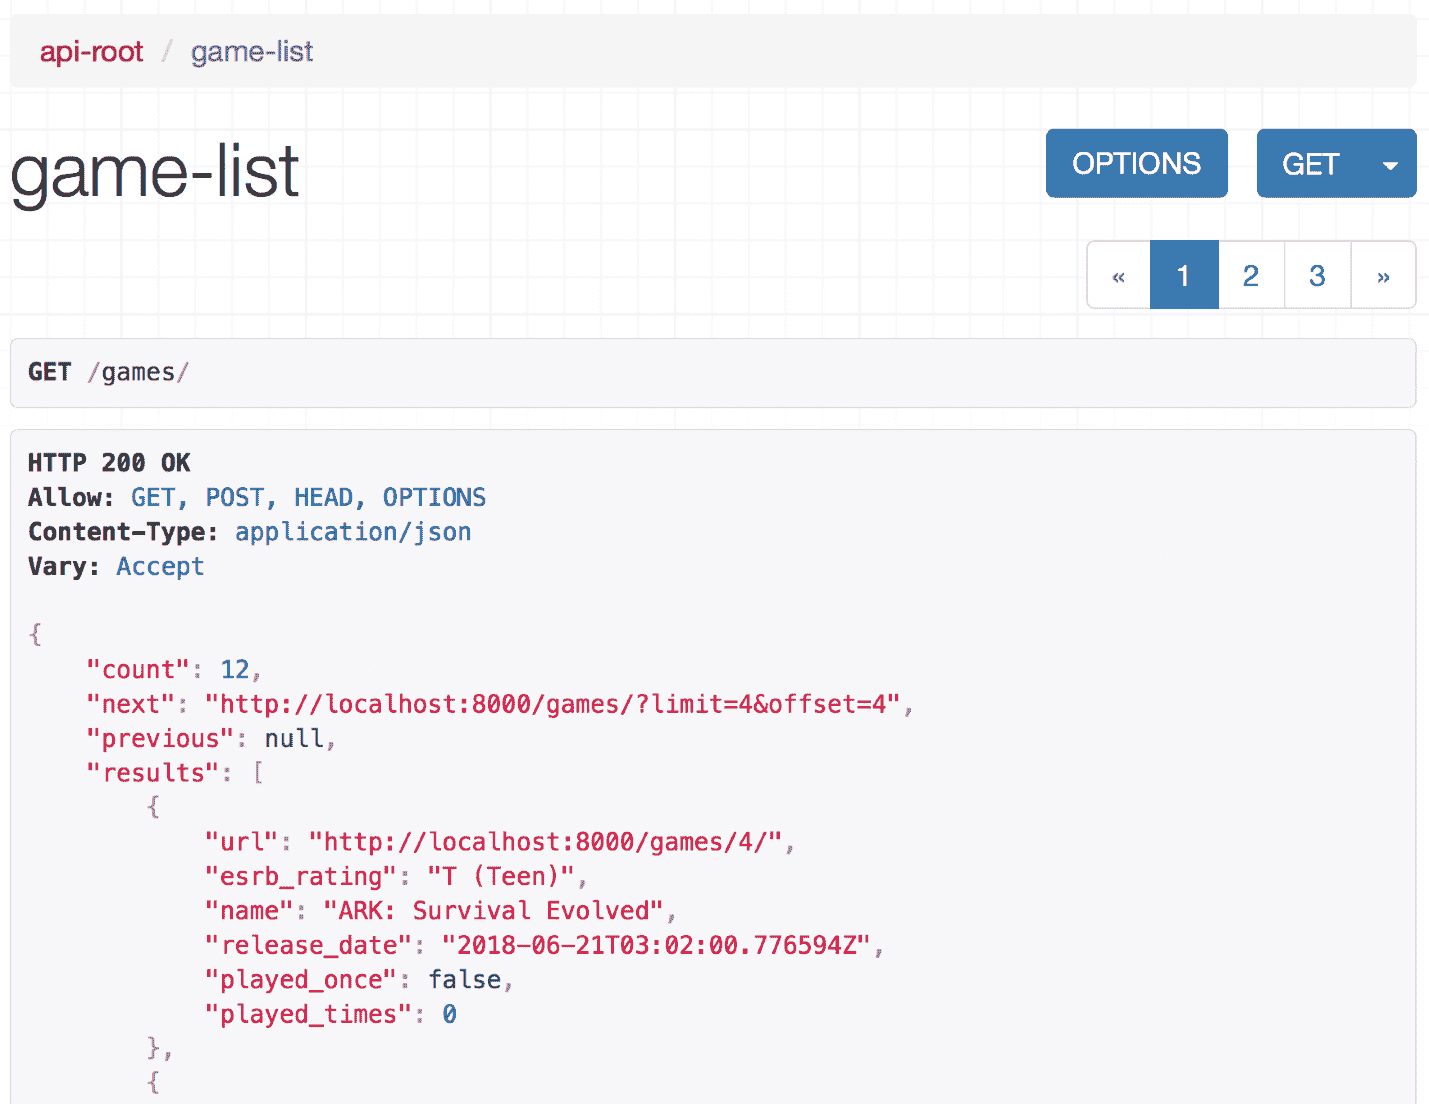 api-root / game-list
game-list
OPTIONS GET
« 1 2 3 »
GET /games/
HTTP 200 OK
Allow: GET, POST, HEAD, OPTIONS
Content-Type: application/json
Vary: Accept
{
    "count": 12,
    "next": "http://localhost:8000/games/?limit=4&offset=4",
    "previous": null,
    "results": [
        {
            "url": "http://localhost:8000/games/4/",
            "esrb_rating": "T (Teen)",
            "name": "ARK: Survival Evolved",
            "release_date": "2018-06-21T03:02:00.776594Z",
            "played_once": false,
            "played_times": 0
        },
        {